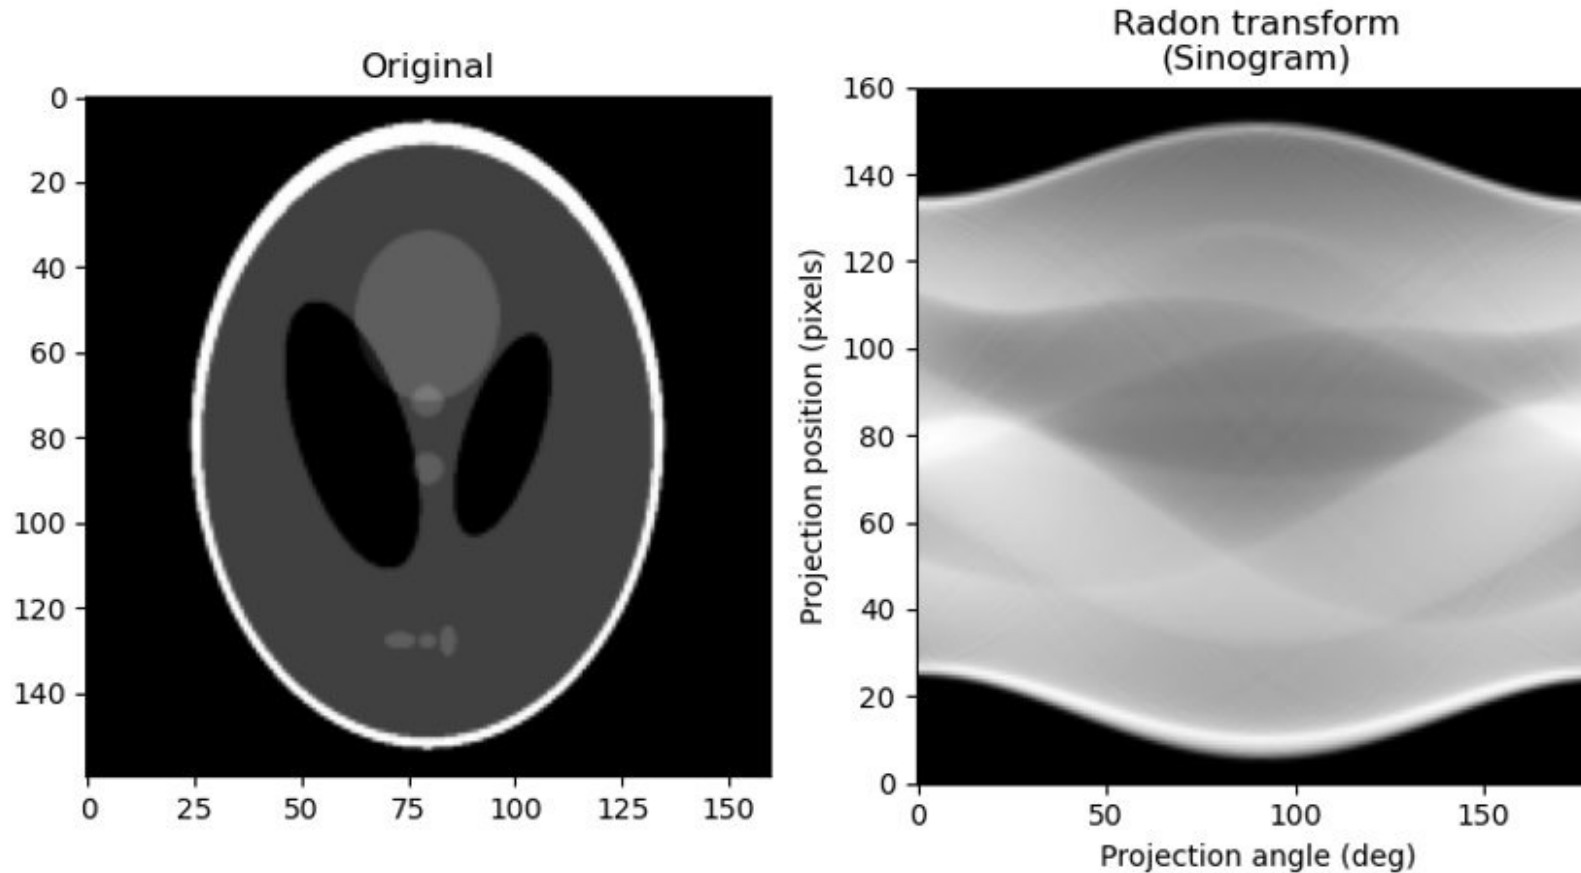 Original
0
20
40
60
80
100
120
140
0 25 50 75 100 125 150
Radon transform
(Sinogram)
Projection position (pixels)
160
140
120
100
80
60
40
20
0
0 50 100 150
Projection angle (deg)